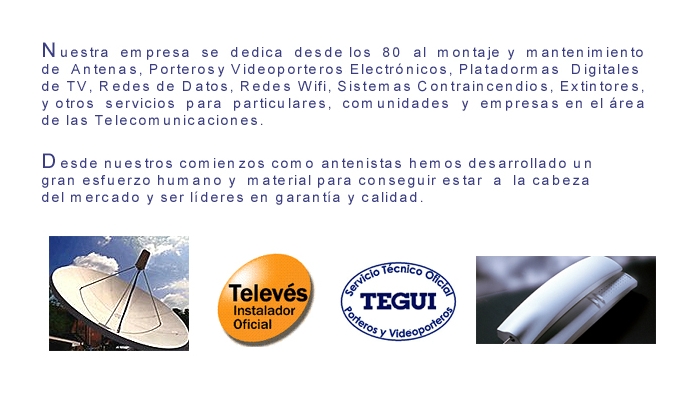 Nuestra empresa se dedica desde los 80 al montaje y mantenimiento
de Antenas, Porteros y Videoporteros Electrónicos, Platadormas Digitales
de TV, Redes de Datos, Redes Wifi, Sistemas Contraincendios, Extintores,
y otros servicios para particulares, comunidades y empresas en el área
de las Telecomunicaciones.
Desde nuestros comienzos como antenistas hemos desarrollado un
gran esfuerzo humano y material para conseguir estar a la cabeza
del mercado y ser líderes en garantía y calidad.
Televés
Instalador
Oficial
Servicio Técnico Oficial
TEGUI
Porteros y Videoporteros